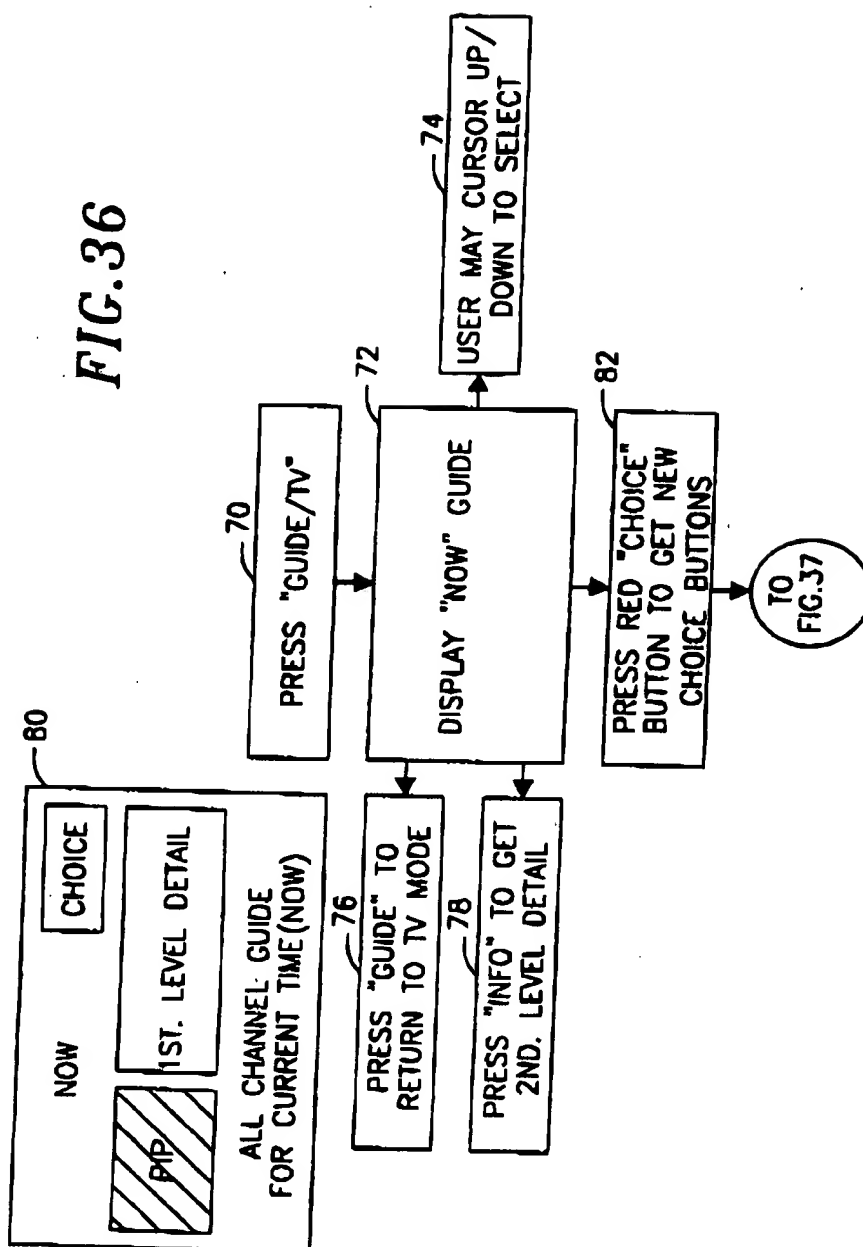 FIG.36
80
NOW
CHOICE
PIP
1ST. LEVEL DETAIL
ALL CHANNEL GUIDE
FOR CURRENT TIME(NOW)
70
PRESS "GUIDE/TV"
72
DISPLAY "NOW" GUIDE
74
USER MAY CURSOR UP/
DOWN TO SELECT
76
PRESS "GUIDE" TO
RETURN TO TV MODE
78
PRESS "INFO" TO GET
2ND. LEVEL DETAIL
82
PRESS RED "CHOICE"
BUTTON TO GET NEW
CHOICE BUTTONS
TO
FIG.37